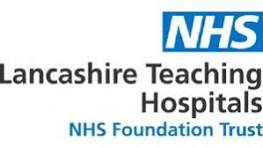 NHS
Lancashire Teaching
Hospitals
NHS Foundation Trust